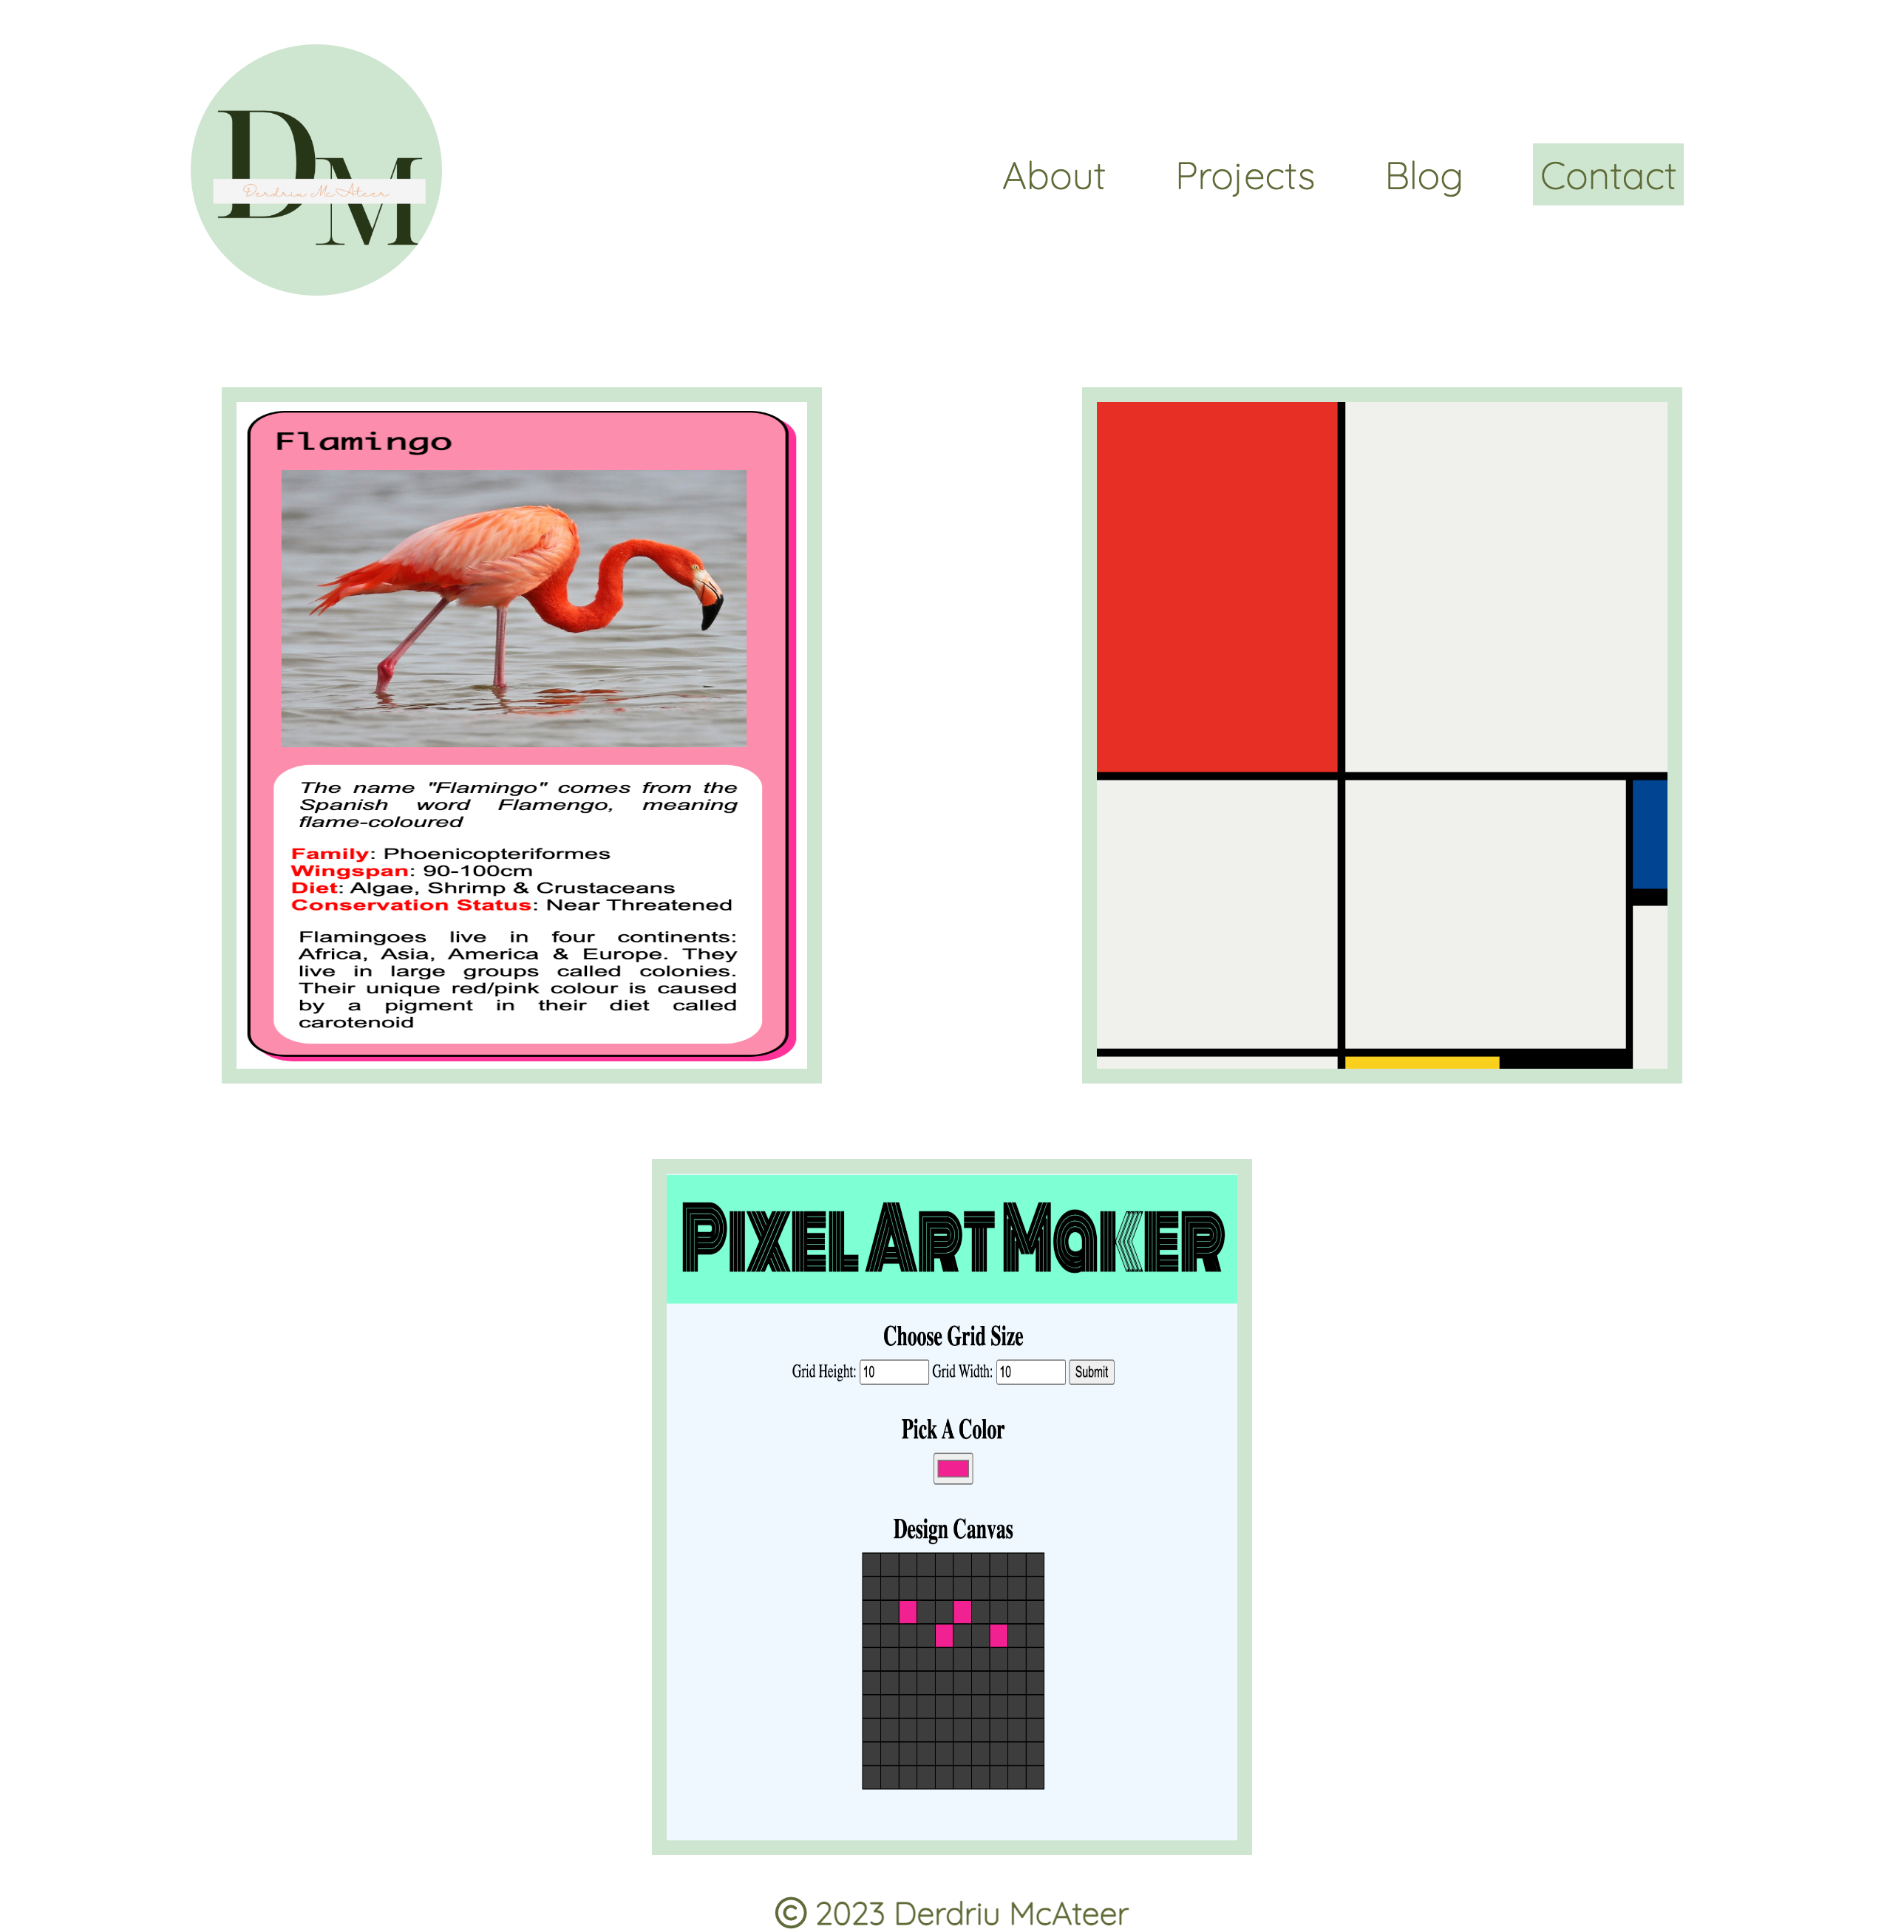 DM
Derdriu McAteer
About Projects Blog Contact
Flamingo
The name "Flamingo" comes from the
Spanish word Flamengo, meaning
flame-coloured
Family: Phoenicopteriformes
Wingspan: 90-100cm
Diet: Algae, Shrimp & Crustaceans
Conservation Status: Near Threatened
Flamingoes live in four continents:
Africa, Asia, America & Europe. They
live in large groups called colonies.
Their unique red/pink colour is caused
by a pigment in their diet called
carotenoid
Pixel Art Maker
Choose Grid Size
Grid Height: 10 Grid Width: 10 Submit
Pick A Color
Design Canvas
© 2023 Derdriu McAteer